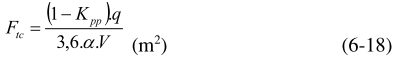 F_tc = (1 − K_pp).q / 3,6.α.V (m²) (6-18)